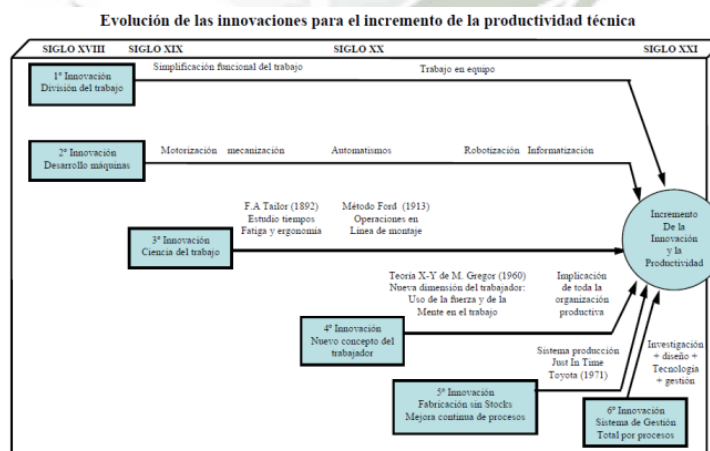 Evolución de las innovaciones para el incremento de la productividad técnica
SIGLO XVIII SIGLO XIX SIGLO XX SIGLO XXI
1º Innovación
División del trabajo
Simplificación funcional del trabajo
Trabajo en equipo
2º Innovación
Desarrollo máquinas
Motorización mecanización
Automatismos
Robotización Informatización
3º Innovación
Ciencia del trabajo
F.A Tailor (1892)
Estudio tiempos
Fatiga y ergonomía
Método Ford (1913)
Operaciones en
Linea de montaje
Incremento
De la
Innovación
y la
Productividad
4º Innovación
Nuevo concepto del
trabajador
Teoría X-Y de M. Gregor (1960)
Nueva dimensión del trabajador:
Uso de la fuerza y de la
Mente en el trabajo
Implicación
de toda la
organización
productiva
5º Innovación
Fabricación sin Stocks
Mejora continua de procesos
Sistema producción
Just In Time
Toyota (1971)
6º Innovación
Sistema de Gestión
Total por procesos
Investigación
+ diseño +
Tecnología
+ gestión